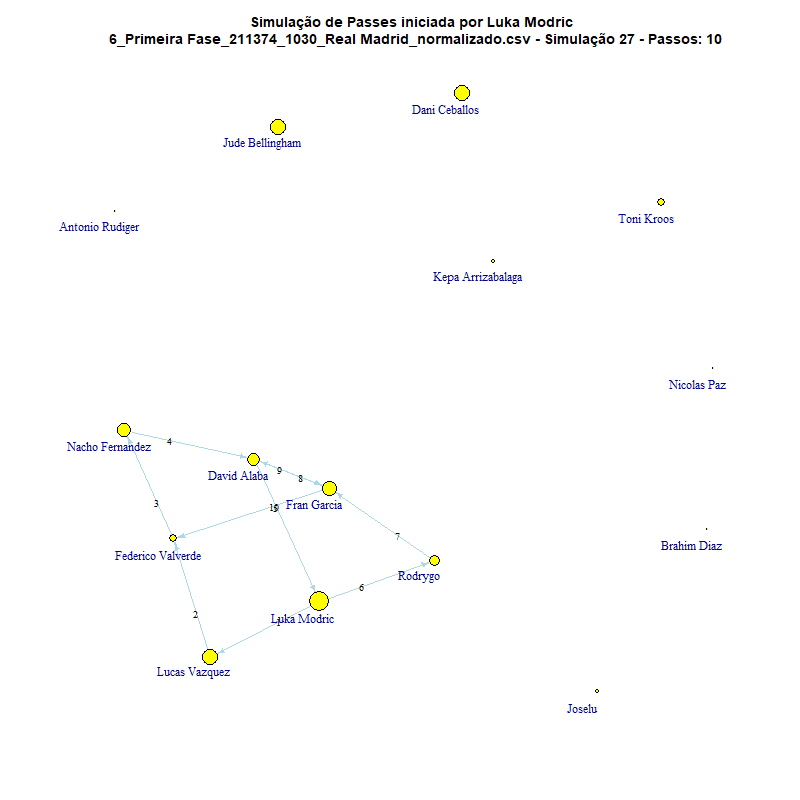 Simulação de Passes iniciada por Luka Modric
6_Primeira Fase_211374_1030_Real Madrid_normalizado.csv - Simulação 27 - Passos: 10
Dani Ceballos
Jude Bellingham
Toni Kroos
Antonio Rudiger
Kepa Arrizabalaga
Nicolas Paz
4
Nacho Fernandez
9
David Alaba
8
3
Fran Garcia
10
5
7
Brahim Diaz
Federico Valverde
Rodrygo
6
2
Luka Modric
1
Lucas Vazquez
Joselu